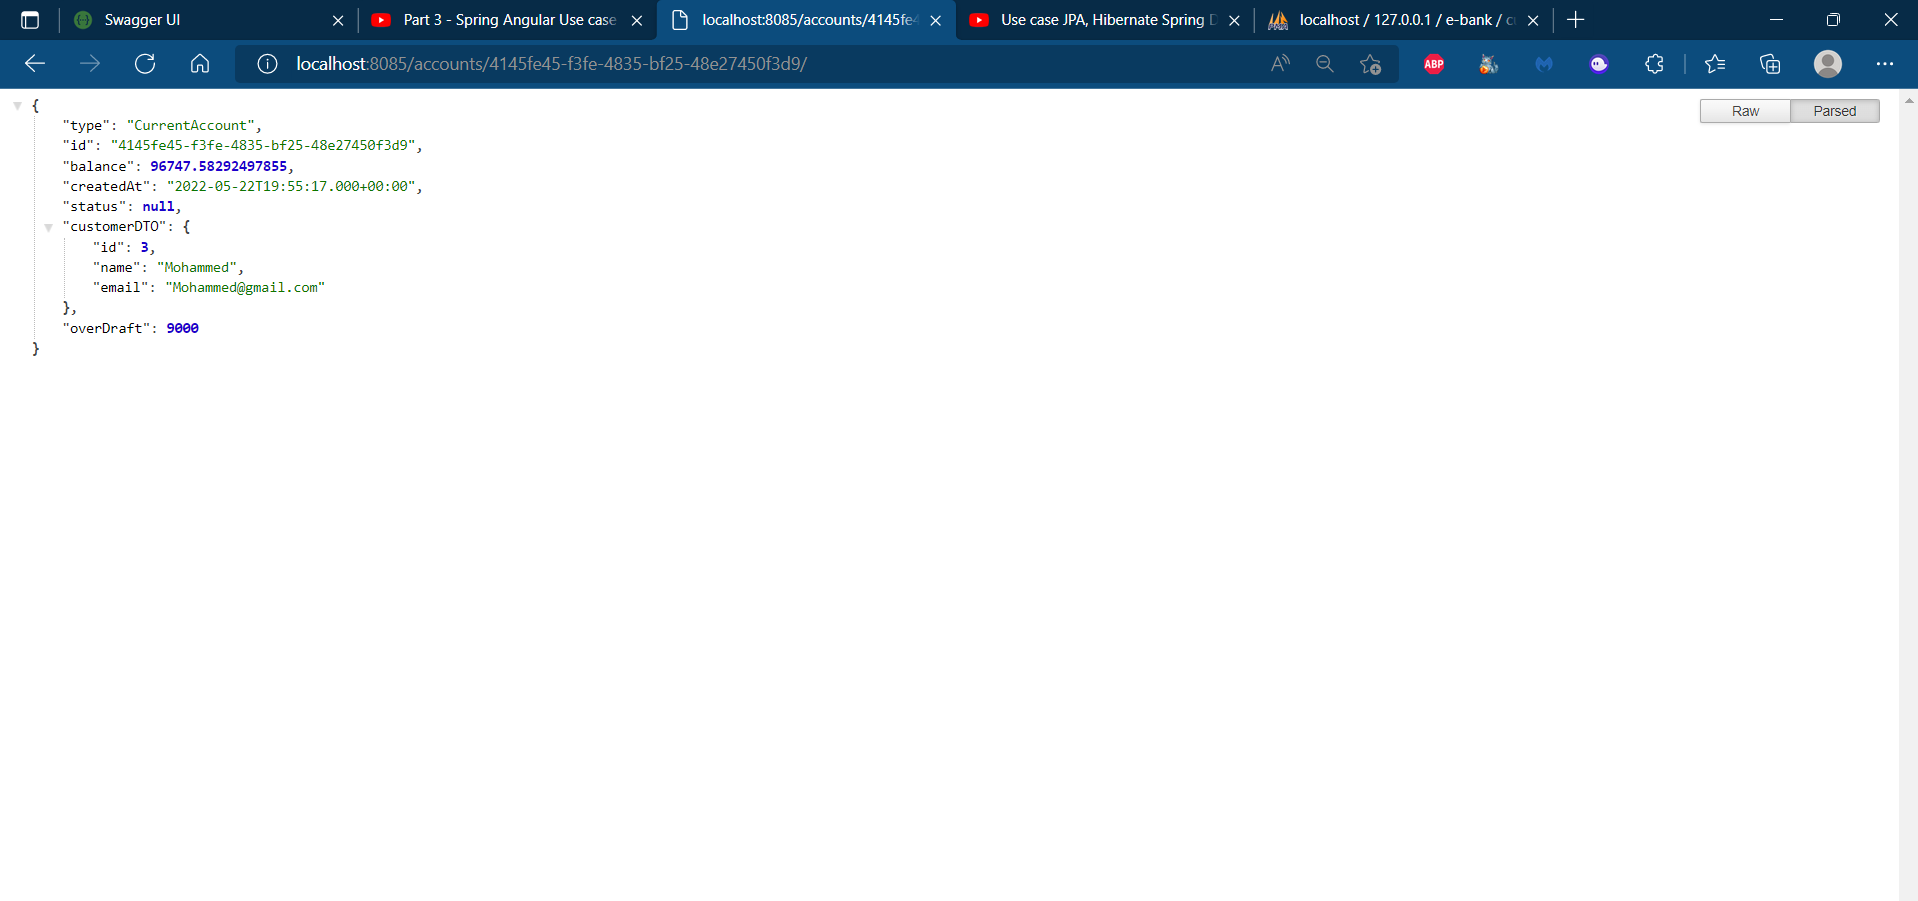 Swagger UI
Part 3 - Spring Angular Use case
localhost:8085/accounts/4145fe4
Use case JPA, Hibernate Spring D
localhost / 127.0.0.1 / e-bank / cu
localhost:8085/accounts/4145fe45-f3fe-4835-bf25-48e27450f3d9/
ABP
Raw
Parsed
{
"type": "CurrentAccount",
"id": "4145fe45-f3fe-4835-bf25-48e27450f3d9",
"balance": 96747.58292497855,
"createdAt": "2022-05-22T19:55:17.000+00:00",
"status": null,
"customerDTO": {
"id": 3,
"name": "Mohammed",
"email": "Mohammed@gmail.com"
},
"overDraft": 9000
}